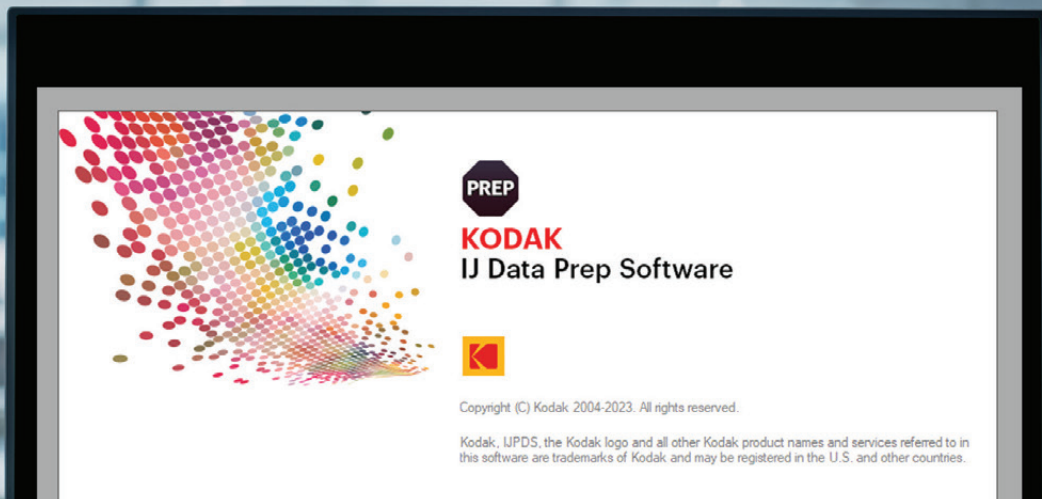 PREP
KODAK
IJ Data Prep Software
Copyright (C) Kodak 2004-2023. All rights reserved.
Kodak, IJPDS, the Kodak logo and all other Kodak product names and services referred to in
this software are trademarks of Kodak and may be registered in the U.S. and other countries.